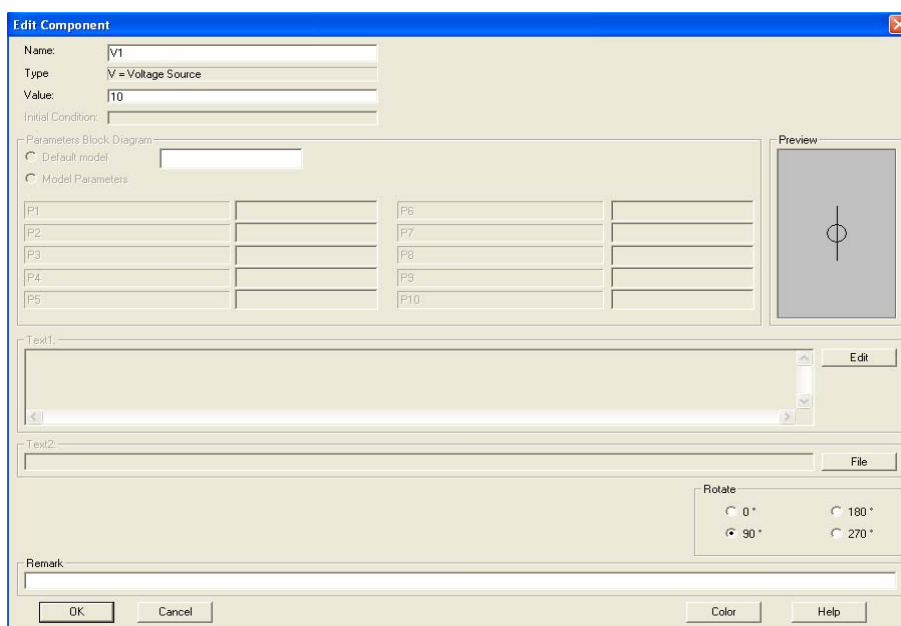 Edit Component
Name: V1
Type V = Voltage Source
Value: 10
Initial Condition:
Parameters Block Diagram
Preview
Default model
Model Parameters
P1 P6
P2 P7
P3 P8
P4 P9
P5 P10
Text1:
Edit
Text2:
File
Rotate
0 ° 180 °
90 ° 270 °
Remark
OK Cancel Color Help